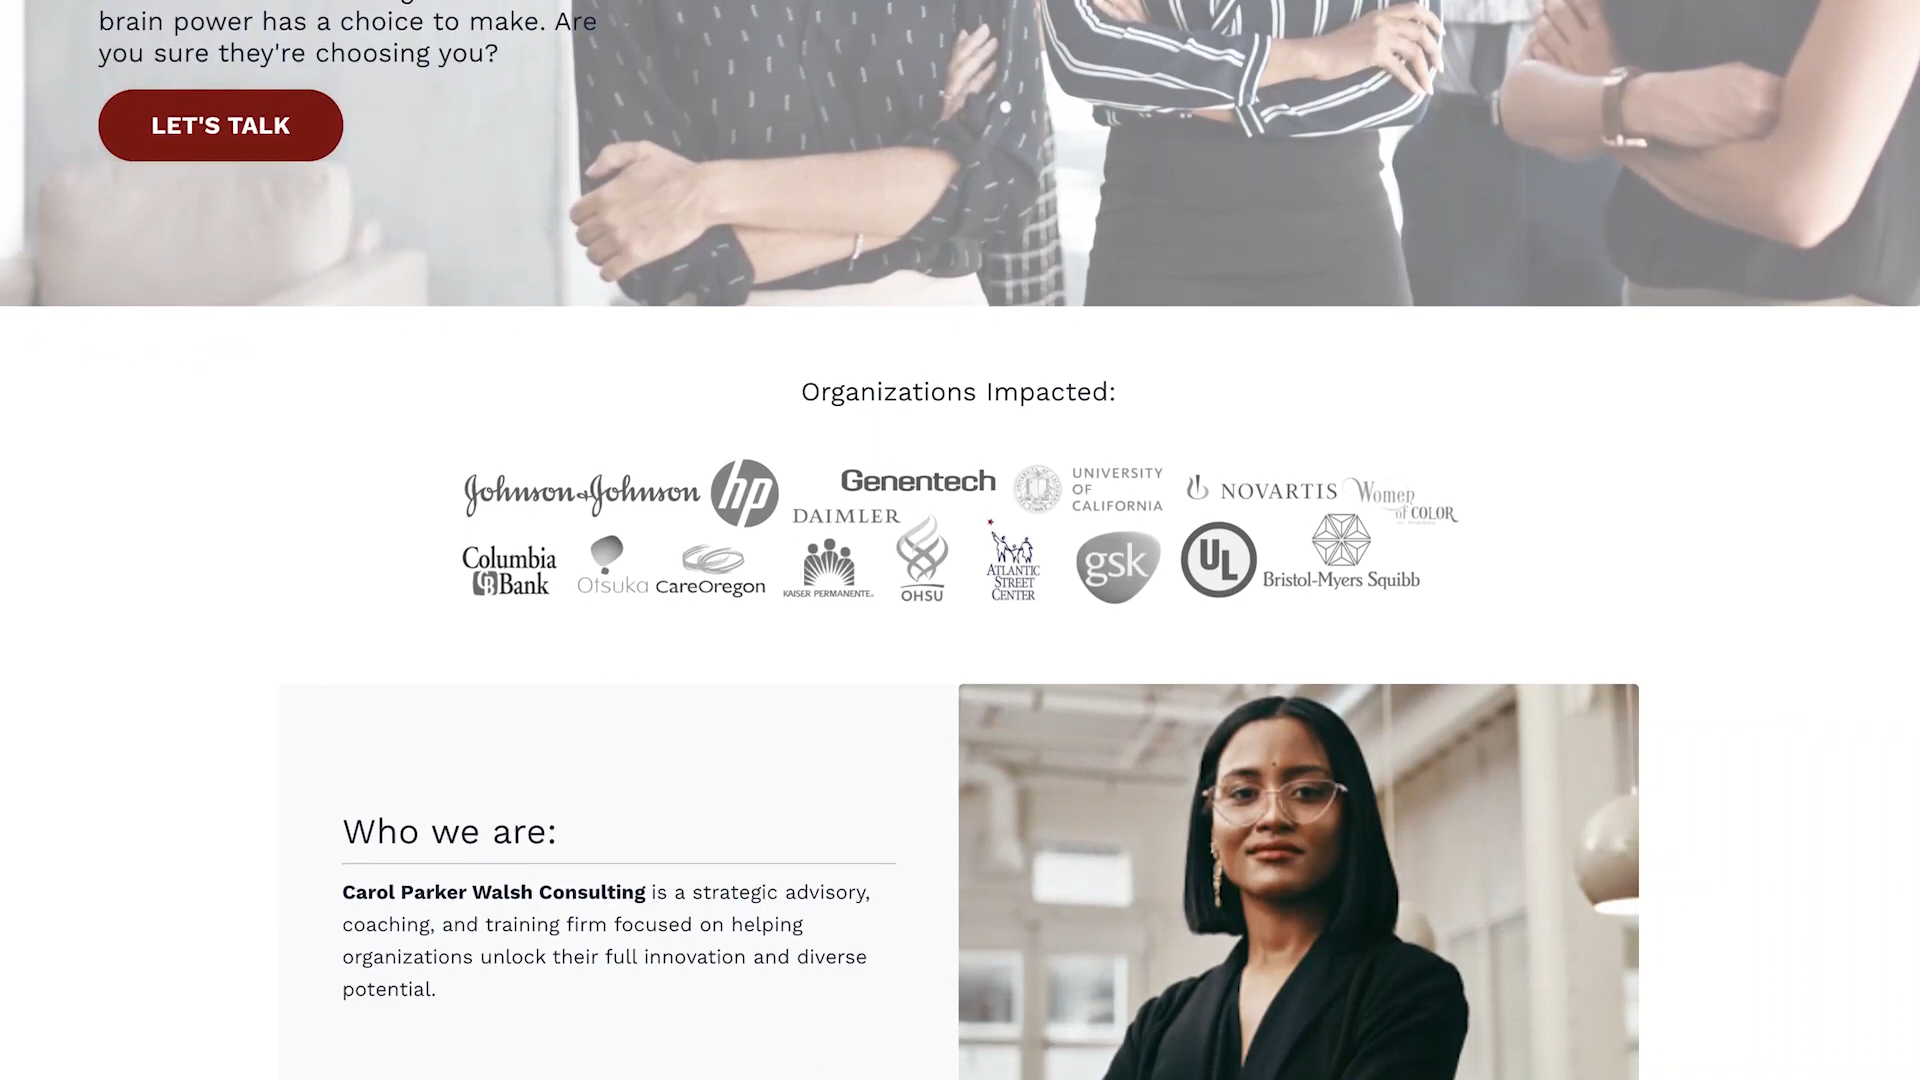 brain power has a choice to make. Are
you sure they're choosing you?
LET'S TALK
Organizations Impacted:
Johnson & Johnson
hp
Genentech
DAIMLER
UNIVERSITY
OF
CALIFORNIA
NOVARTIS
Women
of COLOR
Columbia
CB Bank
Otsuka
CareOregon
KAISER PERMANENTE®
OHSU
ATLANTIC
STREET
CENTER
gsk
UL
Bristol-Myers Squibb
Who we are:
Carol Parker Walsh Consulting is a strategic advisory,
coaching, and training firm focused on helping
organizations unlock their full innovation and diverse
potential.